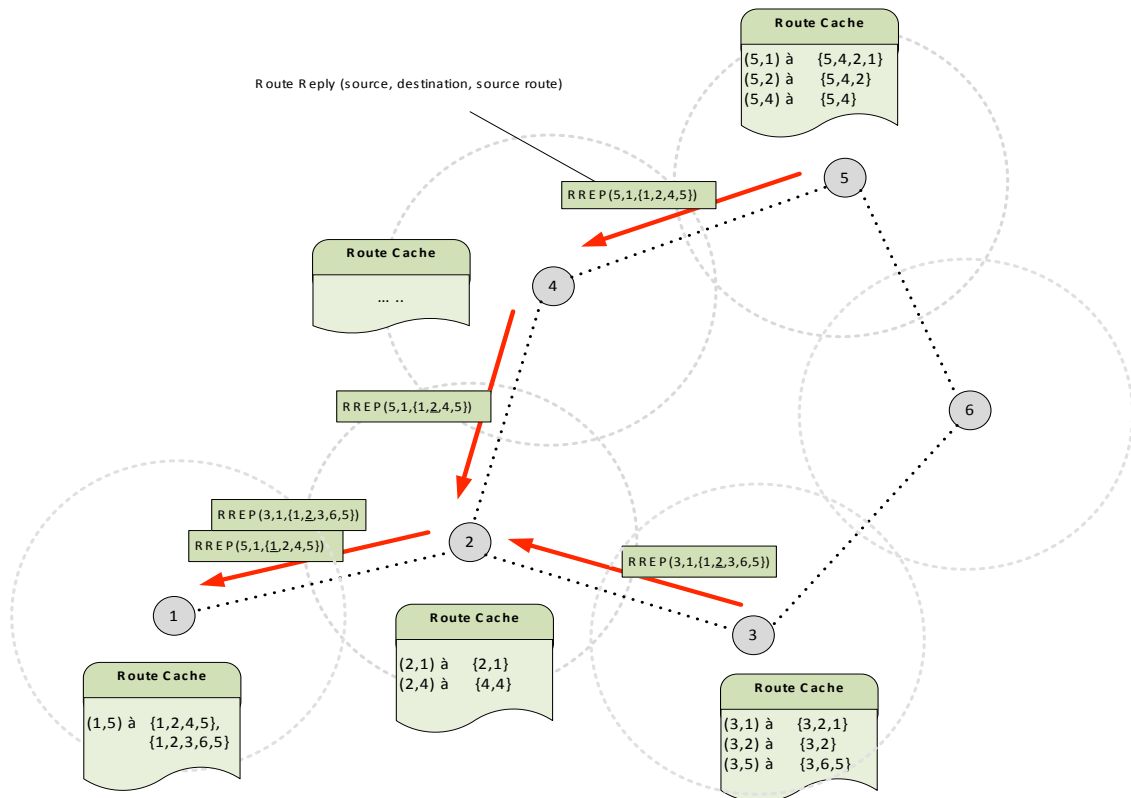 Route Cache
(5,1) à {5,4,2,1}
(5,2) à {5,4,2}
(5,4) à {5,4}
Route Reply (source, destination, source route)
RREP(5,1,{1,2,4,5})
5
Route Cache
... ..
4
RREP(5,1,{1,2,4,5})
6
RREP(3,1,{1,2,3,6,5})
RREP(5,1,{1,2,4,5})
2
RREP(3,1,{1,2,3,6,5})
1
3
Route Cache
(2,1) à {2,1}
(2,4) à {4,4}
Route Cache
(1,5) à {1,2,4,5},
{1,2,3,6,5}
Route Cache
(3,1) à {3,2,1}
(3,2) à {3,2}
(3,5) à {3,6,5}